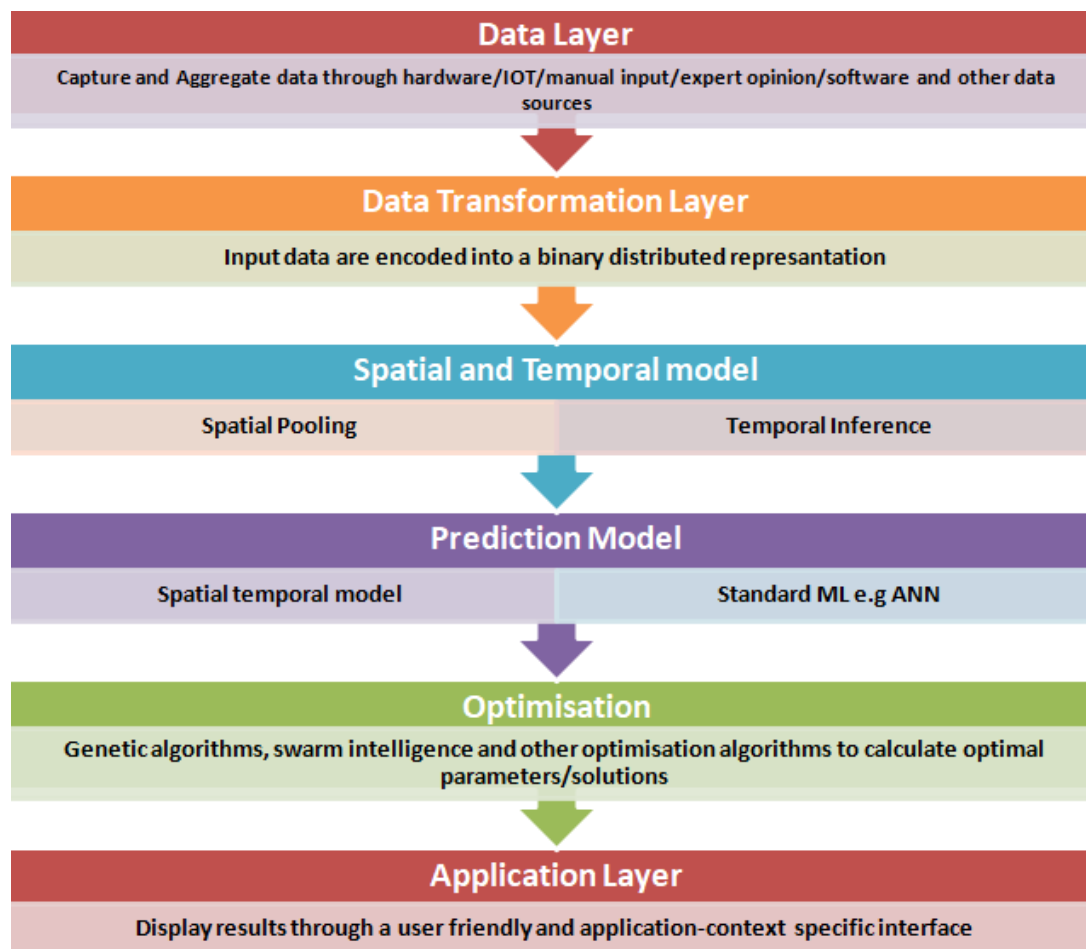 Data Layer
Capture and Aggregate data through hardware/IOT/manual input/expert opinion/software and other data
sources
Data Transformation Layer
Input data are encoded into a binary distributed represantation
Spatial and Temporal model
Spatial Pooling
Temporal Inference
Prediction Model
Spatial temporal model
Standard ML e.g ANN
Optimisation
Genetic algorithms, swarm intelligence and other optimisation algorithms to calculate optimal
parameters/solutions
Application Layer
Display results through a user friendly and application-context specific interface